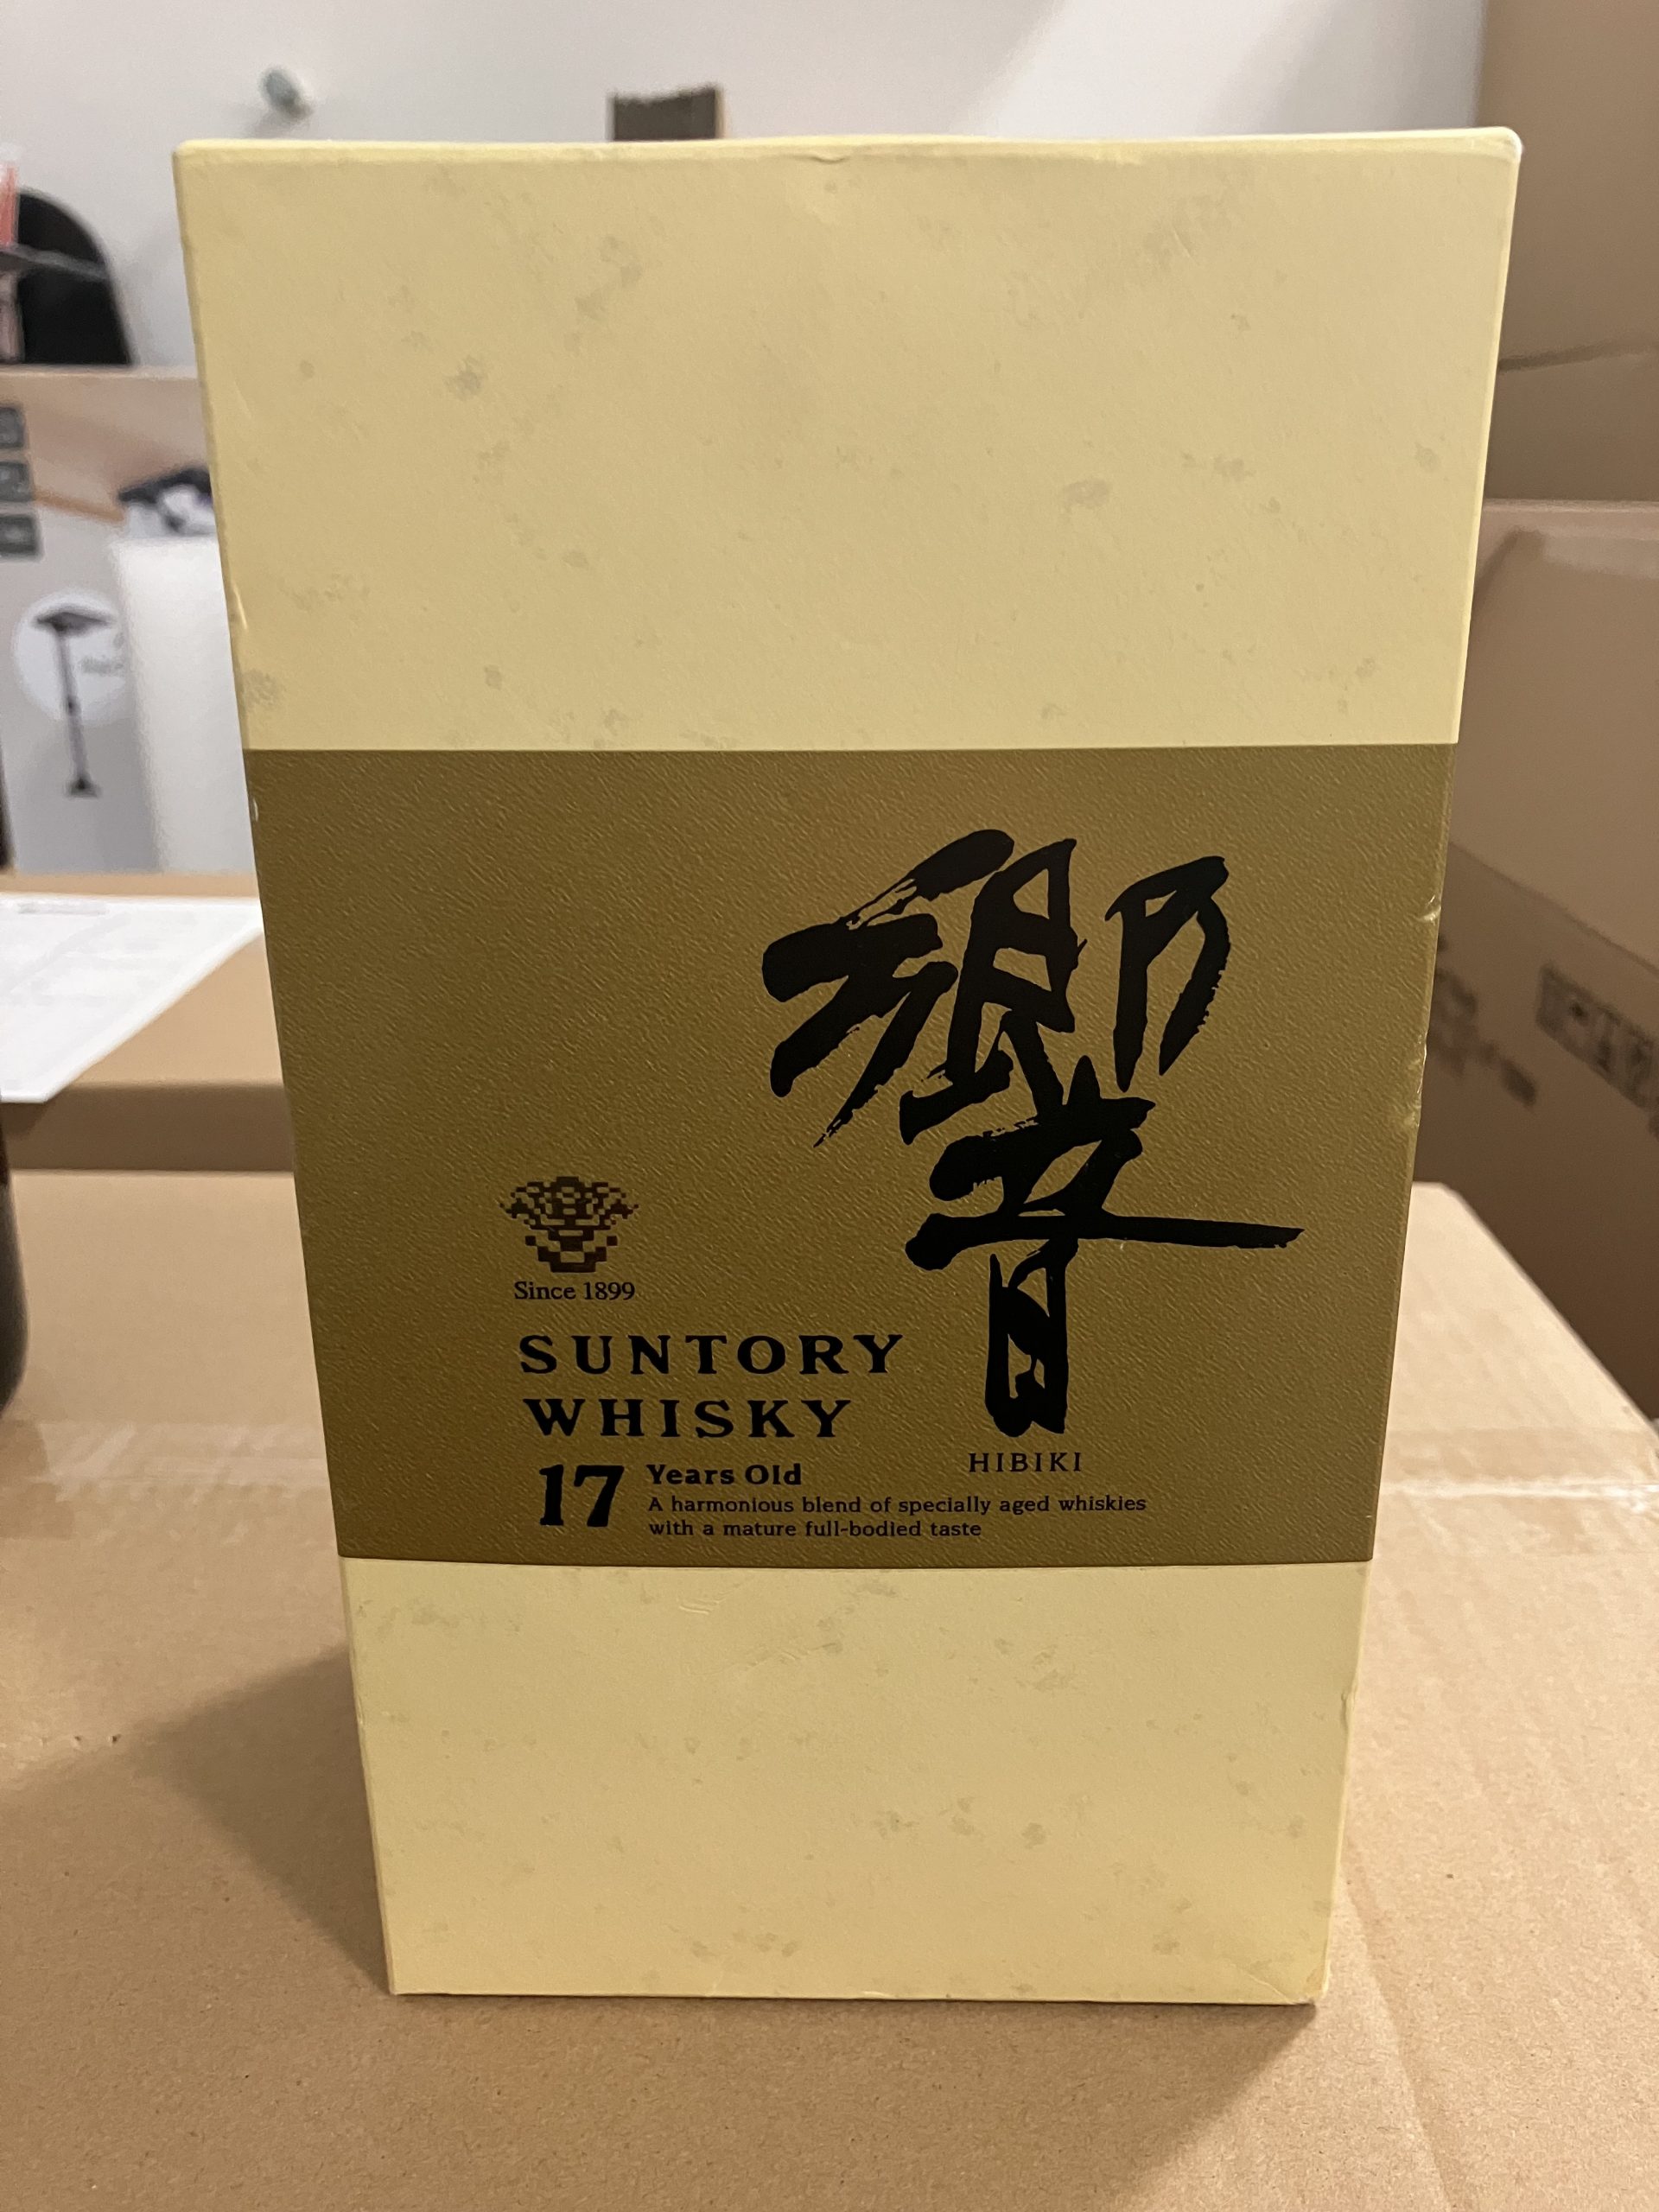 響
Since 1899
SUNTORY
WHISKY
HIBIKI
17 Years Old
A harmonious blend of specially aged whiskies
with a mature full-bodied taste